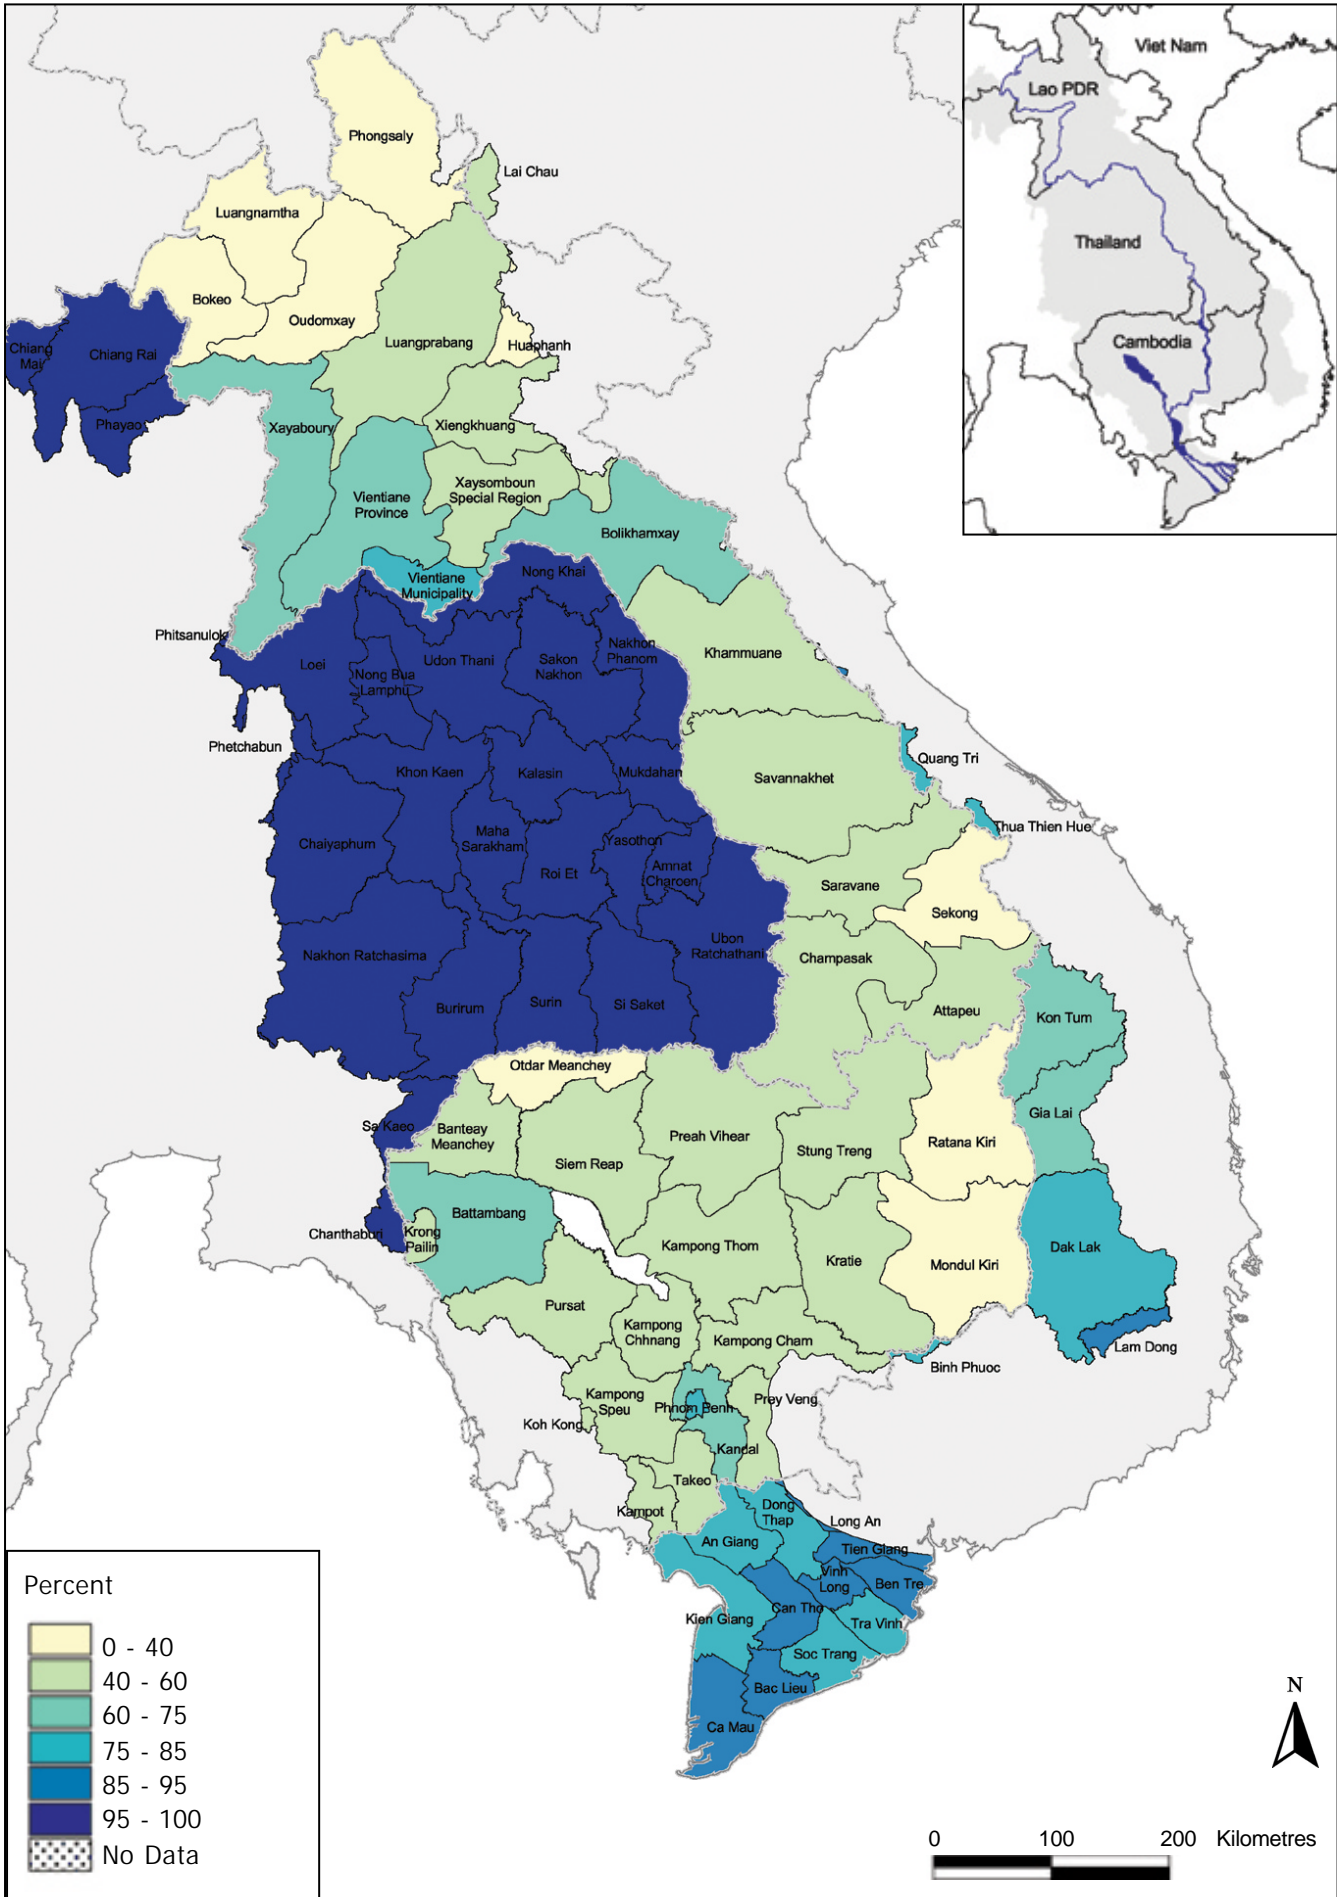 Viet Nam
Lao PDR
Thailand
Cambodia
Phongsaly
Lai Chau
Luangnamtha
Bokeo
Oudomxay
Huaphanh
Luangprabang
Chiang
Mai
Chiang Rai
Phayao
Xayaboury
Xiengkhuang
Vientiane
Province
Xaysomboun
Special Region
Bolikhamxay
Vientiane
Municipality
Nong Khai
Phitsanulok
Loei
Nong Bua
Lamphu
Udon Thani
Sakon
Nakhon
Nakhon
Phanom
Khammuane
Phetchabun
Khon Kaen
Kalasin
Mukdahan
Savannakhet
Quang Tri
Thua Thien Hue
Chaiyaphum
Maha
Sarakham
Roi Et
Yasothon
Amnat
Charoen
Saravane
Sekong
Nakhon Ratchasima
Ubon
Ratchathani
Champasak
Attapeu
Burirum
Surin
Si Saket
Kon Tum
Otdar Meanchey
Gia Lai
Sa Kaeo
Banteay
Meanchey
Siem Reap
Preah Vihear
Stung Treng
Ratana Kiri
Chanthaburi
Krong
Pailin
Battambang
Kampong Thom
Kratie
Mondul Kiri
Dak Lak
Pursat
Kampong
Chhnang
Kampong Cham
Binh Phuoc
Lam Dong
Kampong
Speu
Koh Kong
Phnom Penh
Prey Veng
Kandal
Takeo
Kampot
Dong
Thap
Long An
An Giang
Tien Giang
Vinh
Long
Ben Tre
Can Tho
Kien Giang
Tra Vinh
Soc Trang
Bac Lieu
Ca Mau
Percent
0 - 40
40 - 60
60 - 75
75 - 85
85 - 95
95 - 100
No Data
N
0 100 200 Kilometres